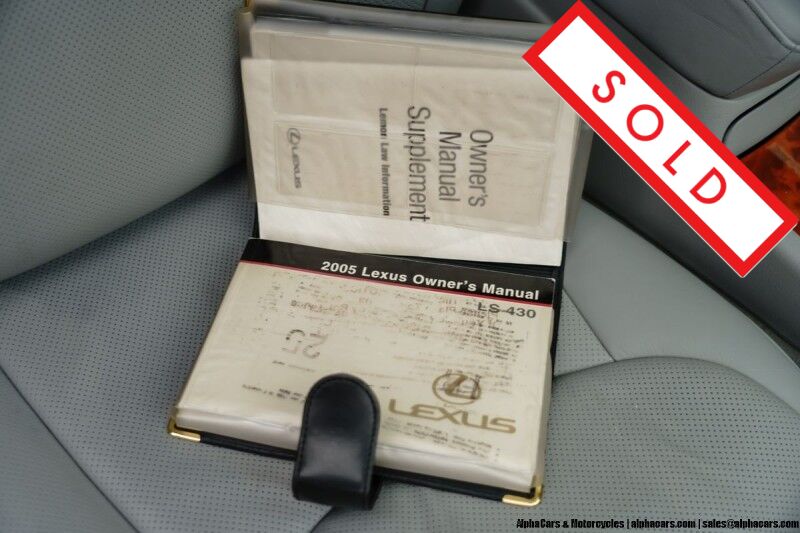 SOLD
Owner's
Manual
Supplement
Lemon Law Information
LEXUS
2005 Lexus Owner's Manual
LS 430
25
LEXUS
AlphaCars & Motorcycles | alphacars.com | sales@alphacars.com